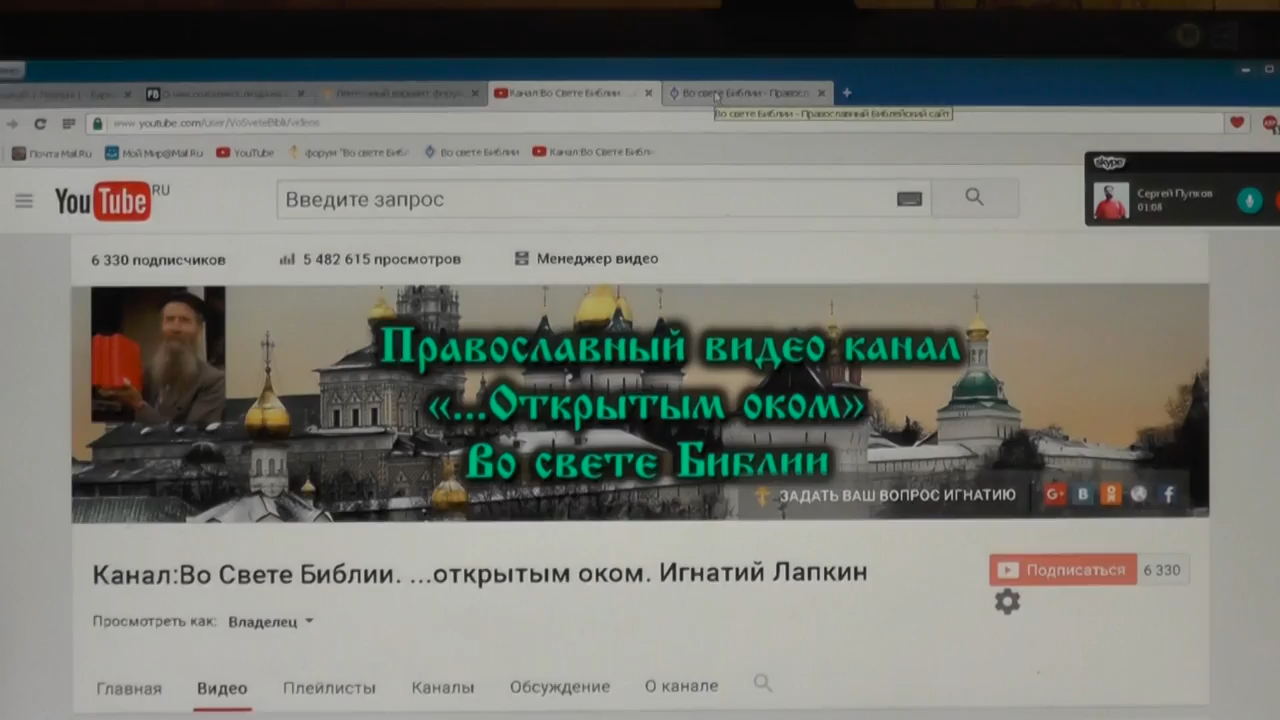 Канал:Во Свете Библии.
Во свете Библии - Правосл
Во свете Библии - Православный Библейский сайт
www.youtube.com/user/VoSveteBiblii/videos
Почта Mail.Ru
Мой Мир@Mail.Ru
YouTube
форум "Во свете Биб
Во свете Библии
Канал:Во Свете Библ
skype
Сергей Пупков
01:08
YouTube RU
Введите запрос
6 330 подписчиков
5 482 615 просмотров
Менеджер видео
Православный видео канал
«...Открытым оком»
Во свете Библии
ЗАДАТЬ ВАШ ВОПРОС ИГНАТИЮ
Канал:Во Свете Библии. ...открытым оком. Игнатий Лапкин
Подписаться 6 330
Просмотреть как: Владелец
Главная
Видео
Плейлисты
Каналы
Обсуждение
О канале